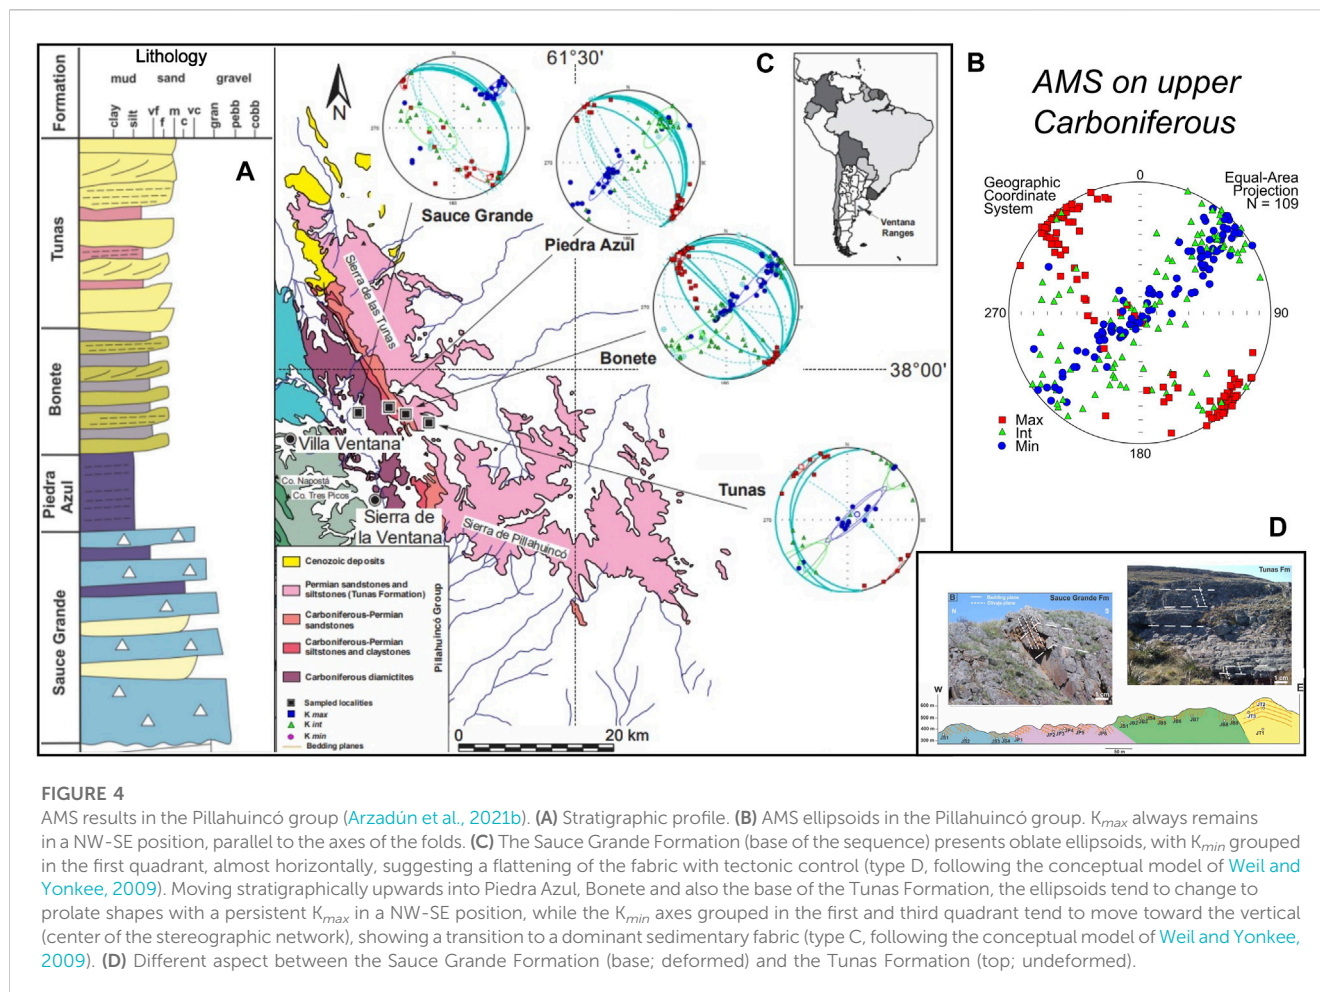 Formation
Lithology
mud sand gravel
clay
silt
vf
f
m
c
vc
gran
pebb
cobb
A
Tunas
Bonete
Piedra
Azul
Sauce Grande
N
61°30'
C
270
180
Sauce Grande
Piedra Azul
Bonete
38°00'
Tunas
Ventana
Ranges
Sierra de las Tunas
Villa Ventana
Co. Napostá
Co. Tres Picos
Sierra de
la Ventana
Sierra de Pillahuincó
Cenozoic deposits
Permian sandstones and
siltstones (Tunas Formation)
Carboniferous-Permian
sandstones
Carboniferous-Permian
siltstones and claystones
Carboniferous diamictites
Pillahuincó Group
Sampled localities
K max
K int
K min
Bedding planes
0 20 km
B
AMS on upper
Carboniferous
Geographic
Coordinate
System
0
Equal-Area
Projection
N = 109
270
90
180
Max
Int
Min
D
B
Bedding plane
Sauce Grande Fm
N
S
Tunas Fm
1 cm
W
E
600 m
500 m
400 m
300 m
50 m
FIGURE 4
AMS results in the Pillahuincó group (Arzadún et al., 2021b). (A) Stratigraphic profile. (B) AMS ellipsoids in the Pillahuincó group. Kmax always remains
in a NW-SE position, parallel to the axes of the folds. (C) The Sauce Grande Formation (base of the sequence) presents oblate ellipsoids, with Kmin grouped
in the first quadrant, almost horizontally, suggesting a flattening of the fabric with tectonic control (type D, following the conceptual model of Weil and
Yonkee, 2009). Moving stratigraphically upwards into Piedra Azul, Bonete and also the base of the Tunas Formation, the ellipsoids tend to change to
prolate shapes with a persistent Kmax in a NW-SE position, while the Kmin axes grouped in the first and third quadrant tend to move toward the vertical
(center of the stereographic network), showing a transition to a dominant sedimentary fabric (type C, following the conceptual model of Weil and Yonkee,
2009). (D) Different aspect between the Sauce Grande Formation (base; deformed) and the Tunas Formation (top; undeformed).